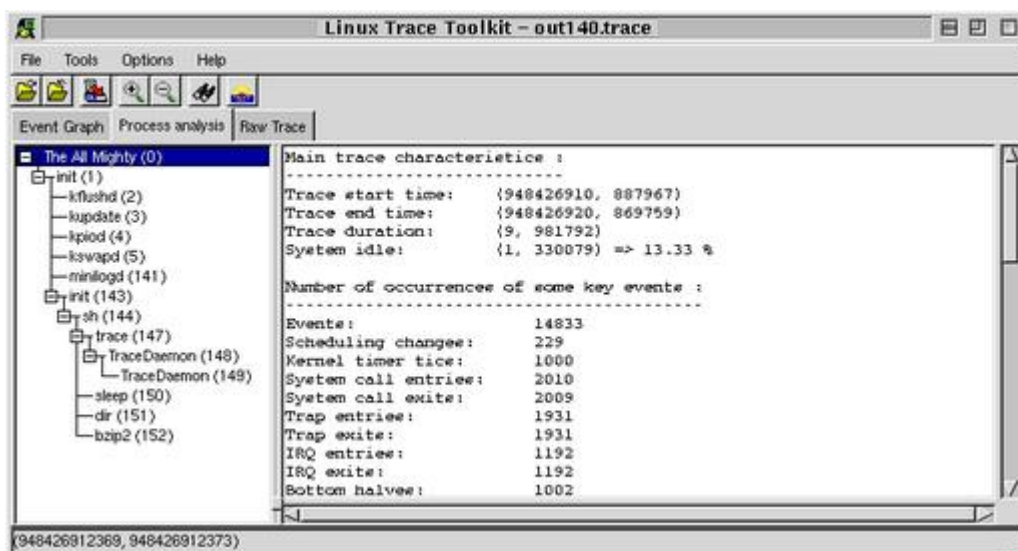 Linux Trace Toolkit – out140.trace
File Tools Options Help
Event Graph Process analysis Raw Trace
The All Mighty (0)
init (1)
kflushd (2)
kupdate (3)
kpiod (4)
kswapd (5)
minilogd (141)
init (143)
sh (144)
trace (147)
TraceDaemon (148)
TraceDaemon (149)
sleep (150)
dir (151)
bzip2 (152)
Main trace characteristics :
----------------------------
Trace start time: (948426910, 887967)
Trace end time: (948426920, 869759)
Trace duration: (9, 981792)
System idle: (1, 330079) => 13.33 %
Number of occurrences of some key events :
------------------------------------------
Events: 14833
Scheduling changes: 229
Kernel timer tics: 1000
System call entries: 2010
System call exits: 2009
Trap entries: 1931
Trap exits: 1931
IRQ entries: 1192
IRQ exits: 1192
Bottom halves: 1002
(948426912369, 948426912373)